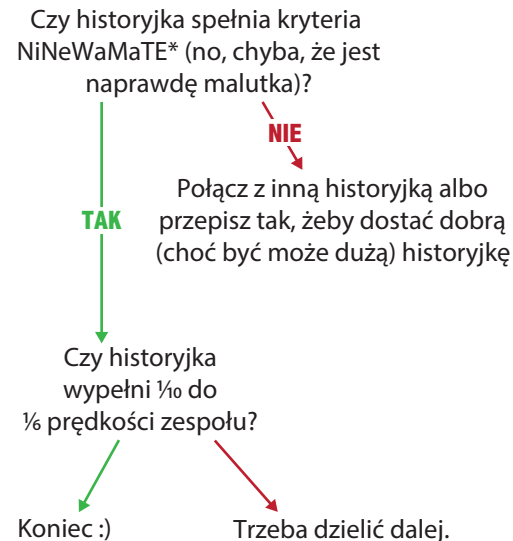 Czy historyjka spełnia kryteria
NiNeWaMaTE* (no, chyba, że jest
naprawdę malutka)?
NIE
Połącz z inną historyjką albo
przepisz tak, żeby dostać dobrą
(choć być może dużą) historyjkę
TAK
Czy historyjka
wypełni ⅒ do
⅙ prędkości zespołu?
Koniec :)
Trzeba dzielić dalej.